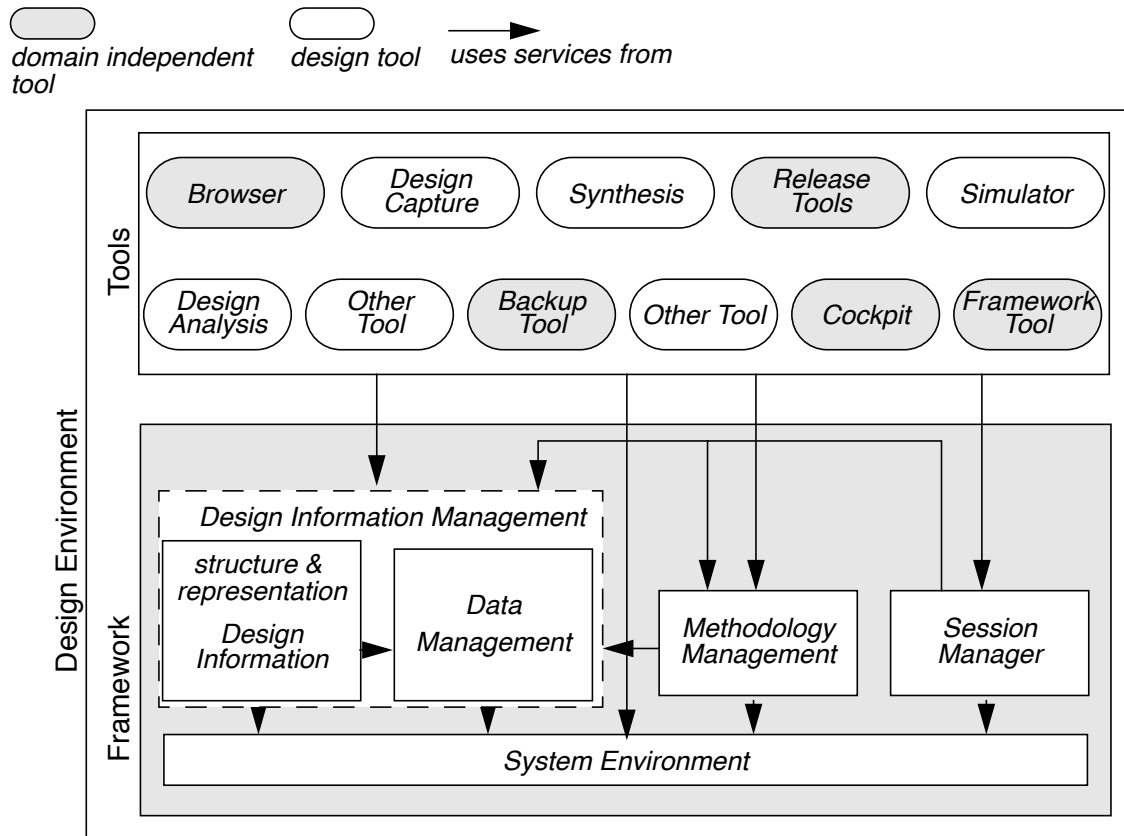 domain independent
tool
design tool
uses services from
Design Environment
Tools
Browser
Design
Capture
Synthesis
Release
Tools
Simulator
Design
Analysis
Other
Tool
Backup
Tool
Other Tool
Cockpit
Framework
Tool
Framework
Design Information Management
structure &
representation
Design
Information
Data
Management
Methodology
Management
Session
Manager
System Environment